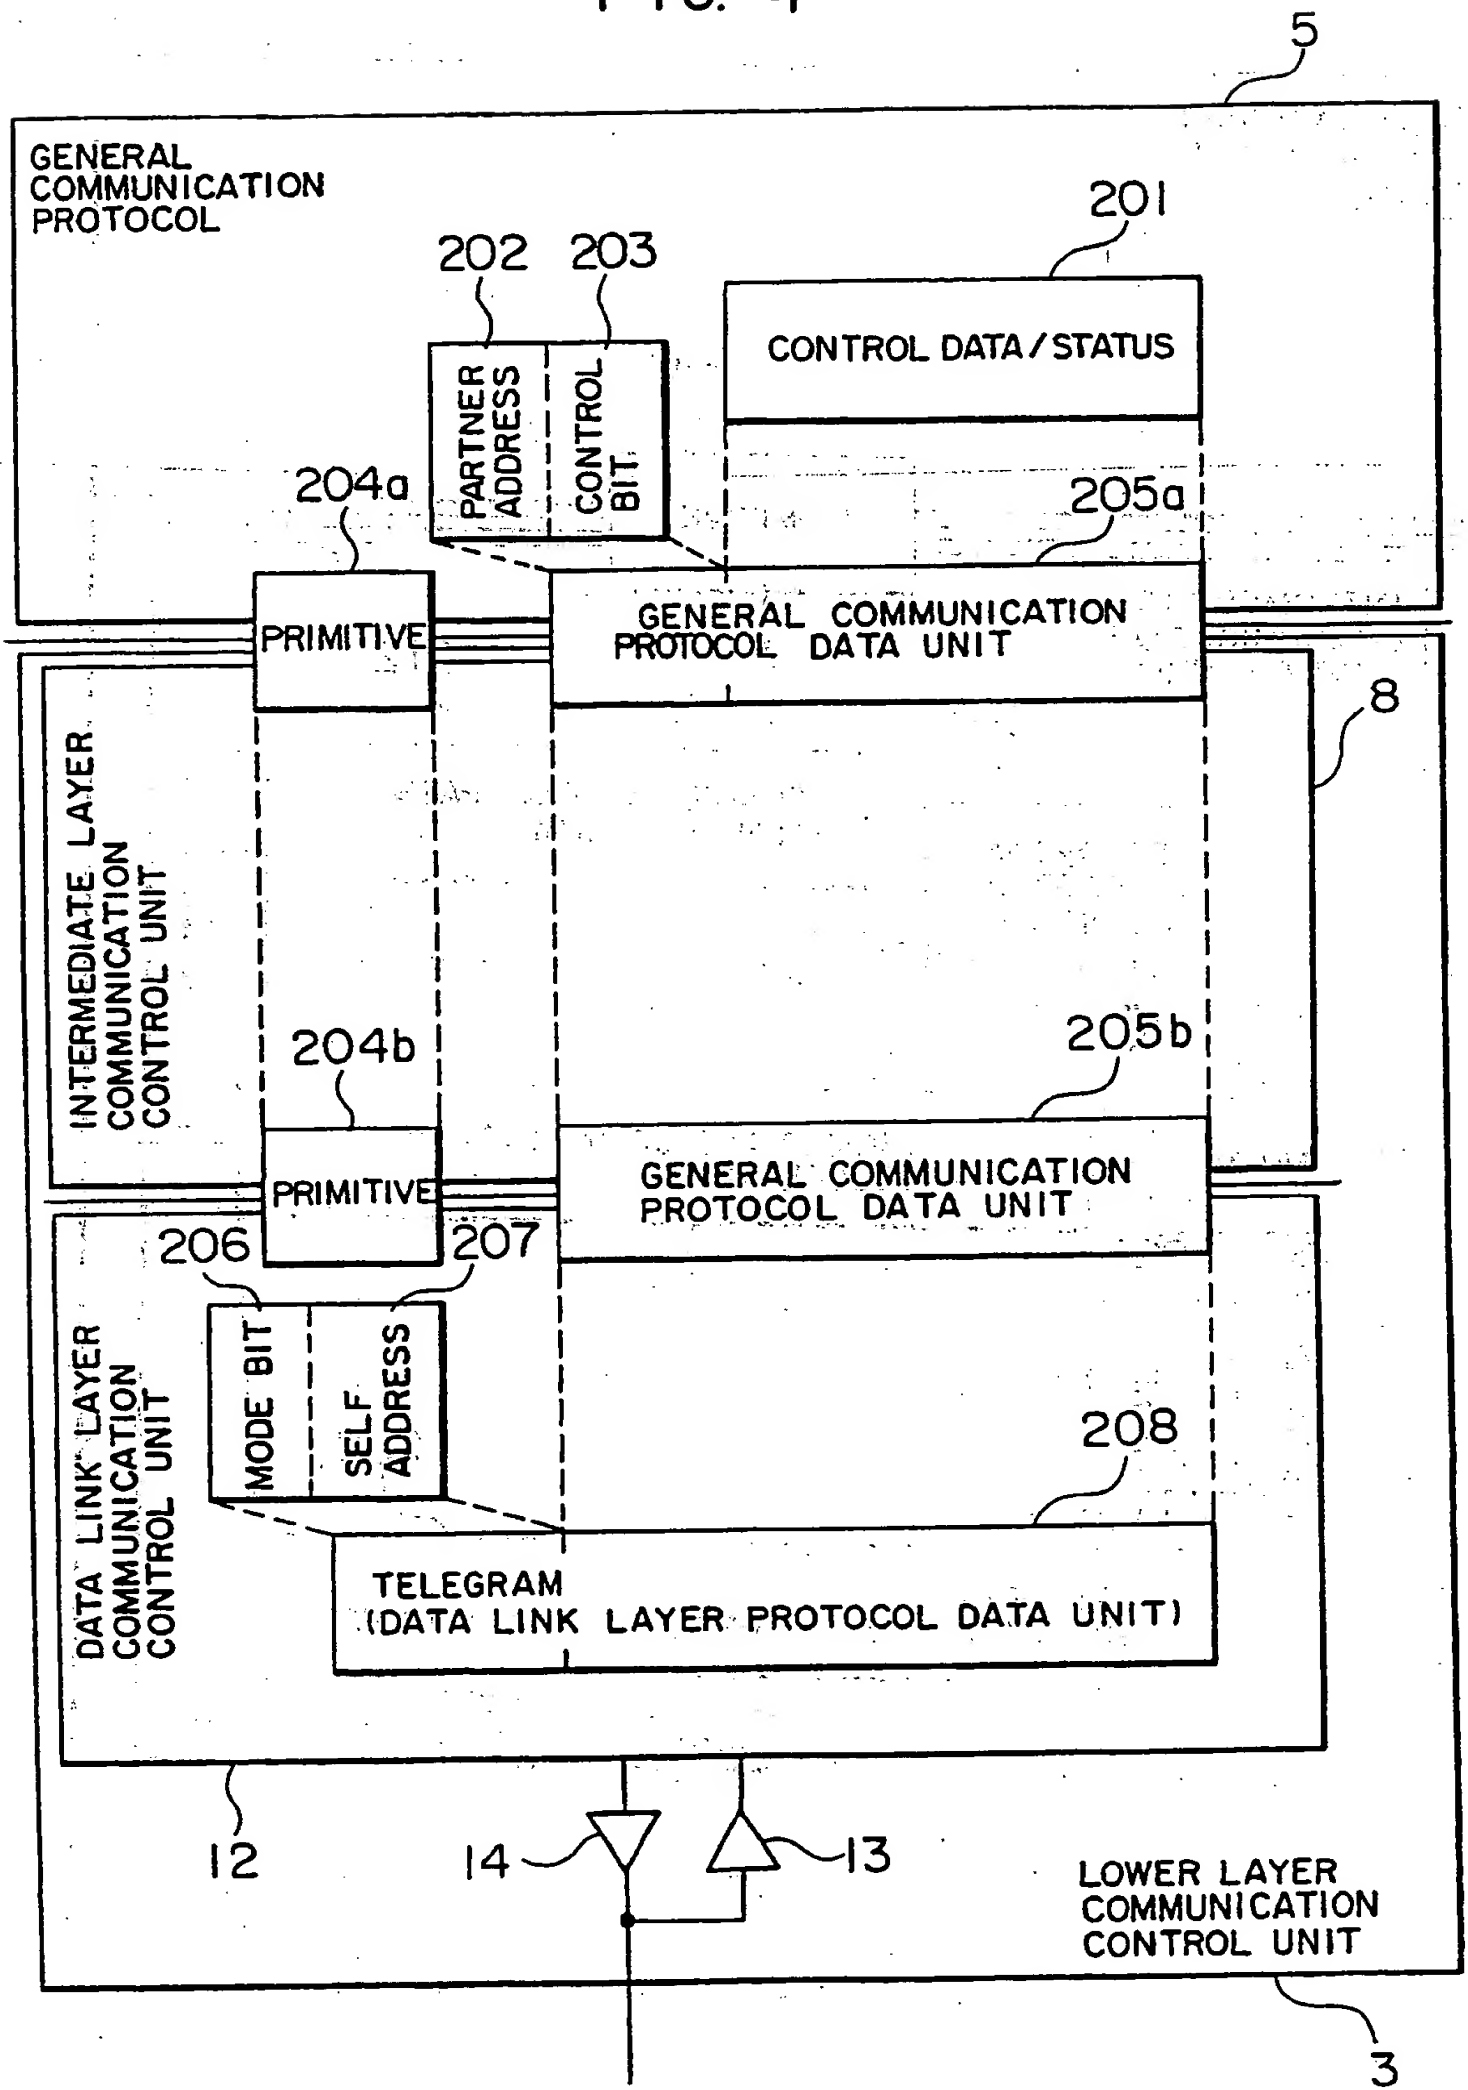 FIG. 4
5
GENERAL
COMMUNICATION
PROTOCOL
201
202
203
CONTROL DATA/STATUS
PARTNER
ADDRESS
CONTROL
BIT
204a
205a
PRIMITIVE
GENERAL COMMUNICATION
PROTOCOL DATA UNIT
8
INTERMEDIATE LAYER
COMMUNICATION
CONTROL UNIT
204b
205b
PRIMITIVE
GENERAL COMMUNICATION
PROTOCOL DATA UNIT
206
207
MODE BIT
SELF
ADDRESS
DATA LINK LAYER
COMMUNICATION
CONTROL UNIT
208
TELEGRAM
(DATA LINK LAYER PROTOCOL DATA UNIT)
12
14
13
LOWER LAYER
COMMUNICATION
CONTROL UNIT
3